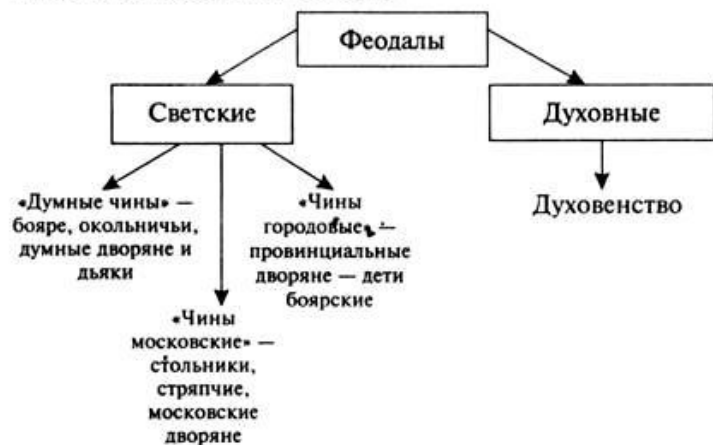 Феодалы
Светские
Духовные
«Думные чины» —
бояре, окольничьи,
думные дворяне и
дьяки
«Чины
московские» —
стольники,
стряпчие,
московские
дворяне
«Чины
городовые» —
провинциальные
дворяне — дети
боярские
Духовенство